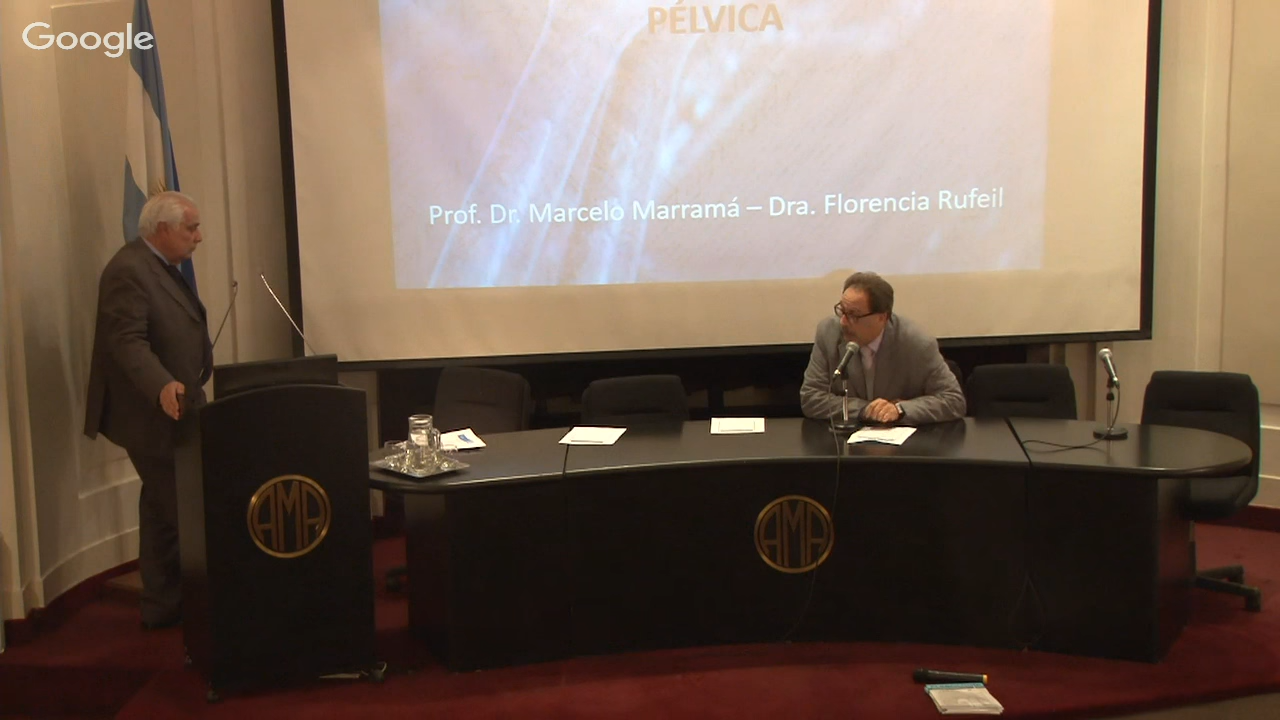 Google
PÉLVICA
Prof. Dr. Marcelo Marramá – Dra. Florencia Rufeil
AMA
AMA